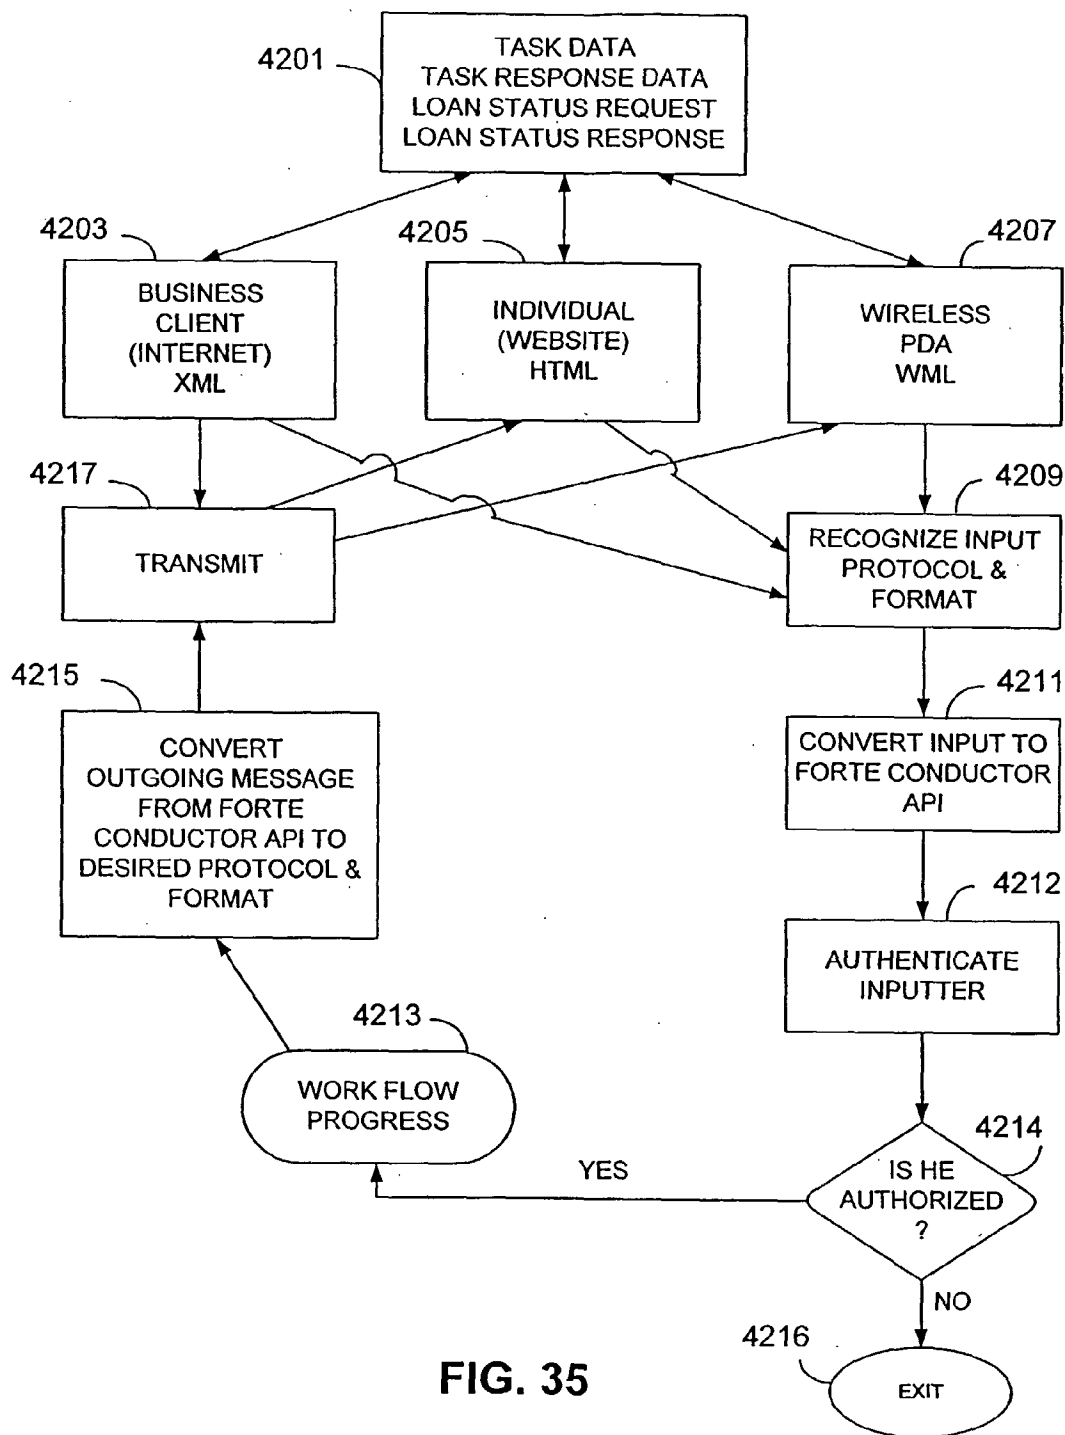 4201
TASK DATA
TASK RESPONSE DATA
LOAN STATUS REQUEST
LOAN STATUS RESPONSE
4203
BUSINESS
CLIENT
(INTERNET)
XML
4205
INDIVIDUAL
(WEBSITE)
HTML
4207
WIRELESS
PDA
WML
4217
TRANSMIT
4209
RECOGNIZE INPUT
PROTOCOL &
FORMAT
4215
CONVERT
OUTGOING MESSAGE
FROM FORTE
CONDUCTOR API TO
DESIRED PROTOCOL &
FORMAT
4211
CONVERT INPUT TO
FORTE CONDUCTOR
API
4212
AUTHENTICATE
INPUTTER
4213
WORK FLOW
PROGRESS
4214
IS HE
AUTHORIZED
?
YES
NO
4216
EXIT
FIG. 35